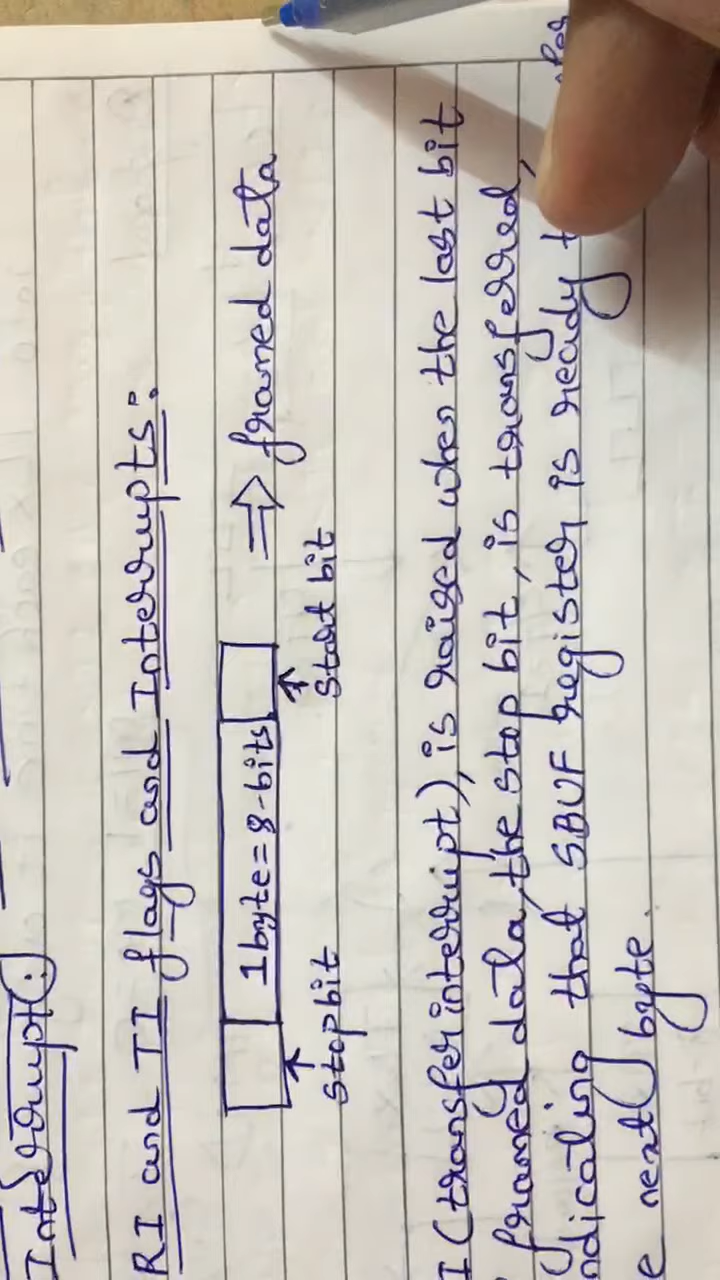 Interrupt:
RI and TI flags and Interrupts:
1 byte = 8-bits ⇒ framed data
stop bit start bit
I (transfer interrupt), is raised when the last bit
framed data, the stop bit, is transferred,
ndicating that SBUF register is ready t
e next byte.